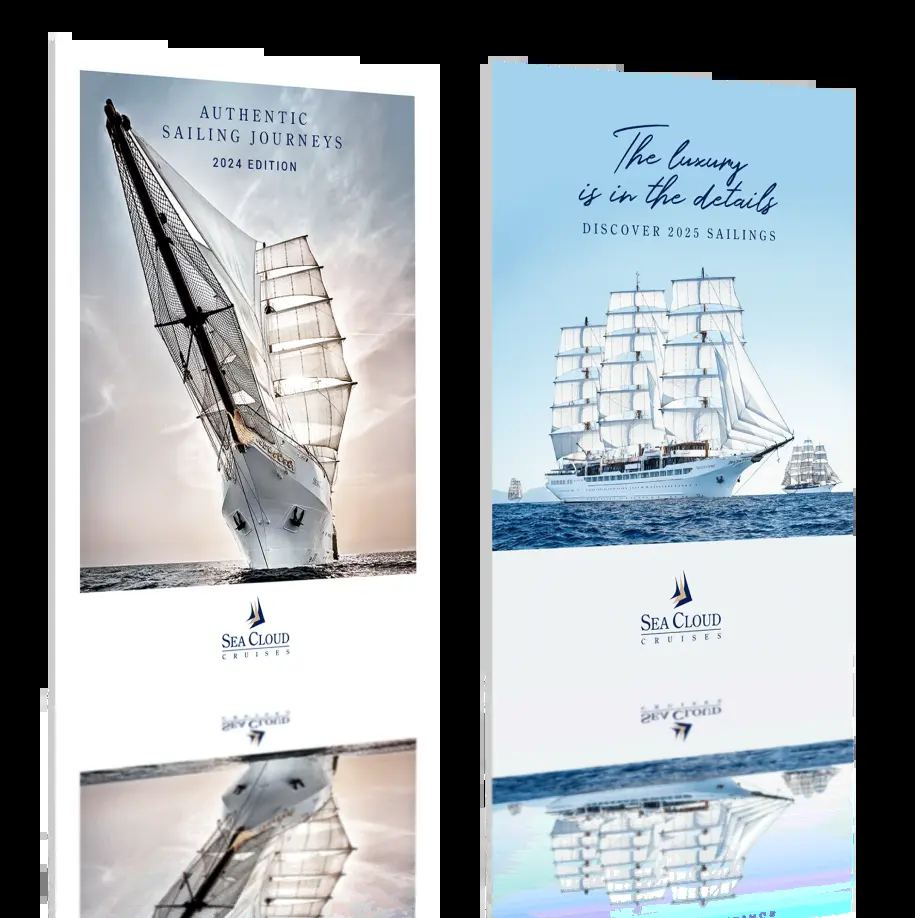 AUTHENTIC
SAILING JOURNEYS
2024 EDITION
SEA CLOUD
CRUISES
The luxury
is in the details
DISCOVER 2025 SAILINGS
SEA CLOUD
CRUISES